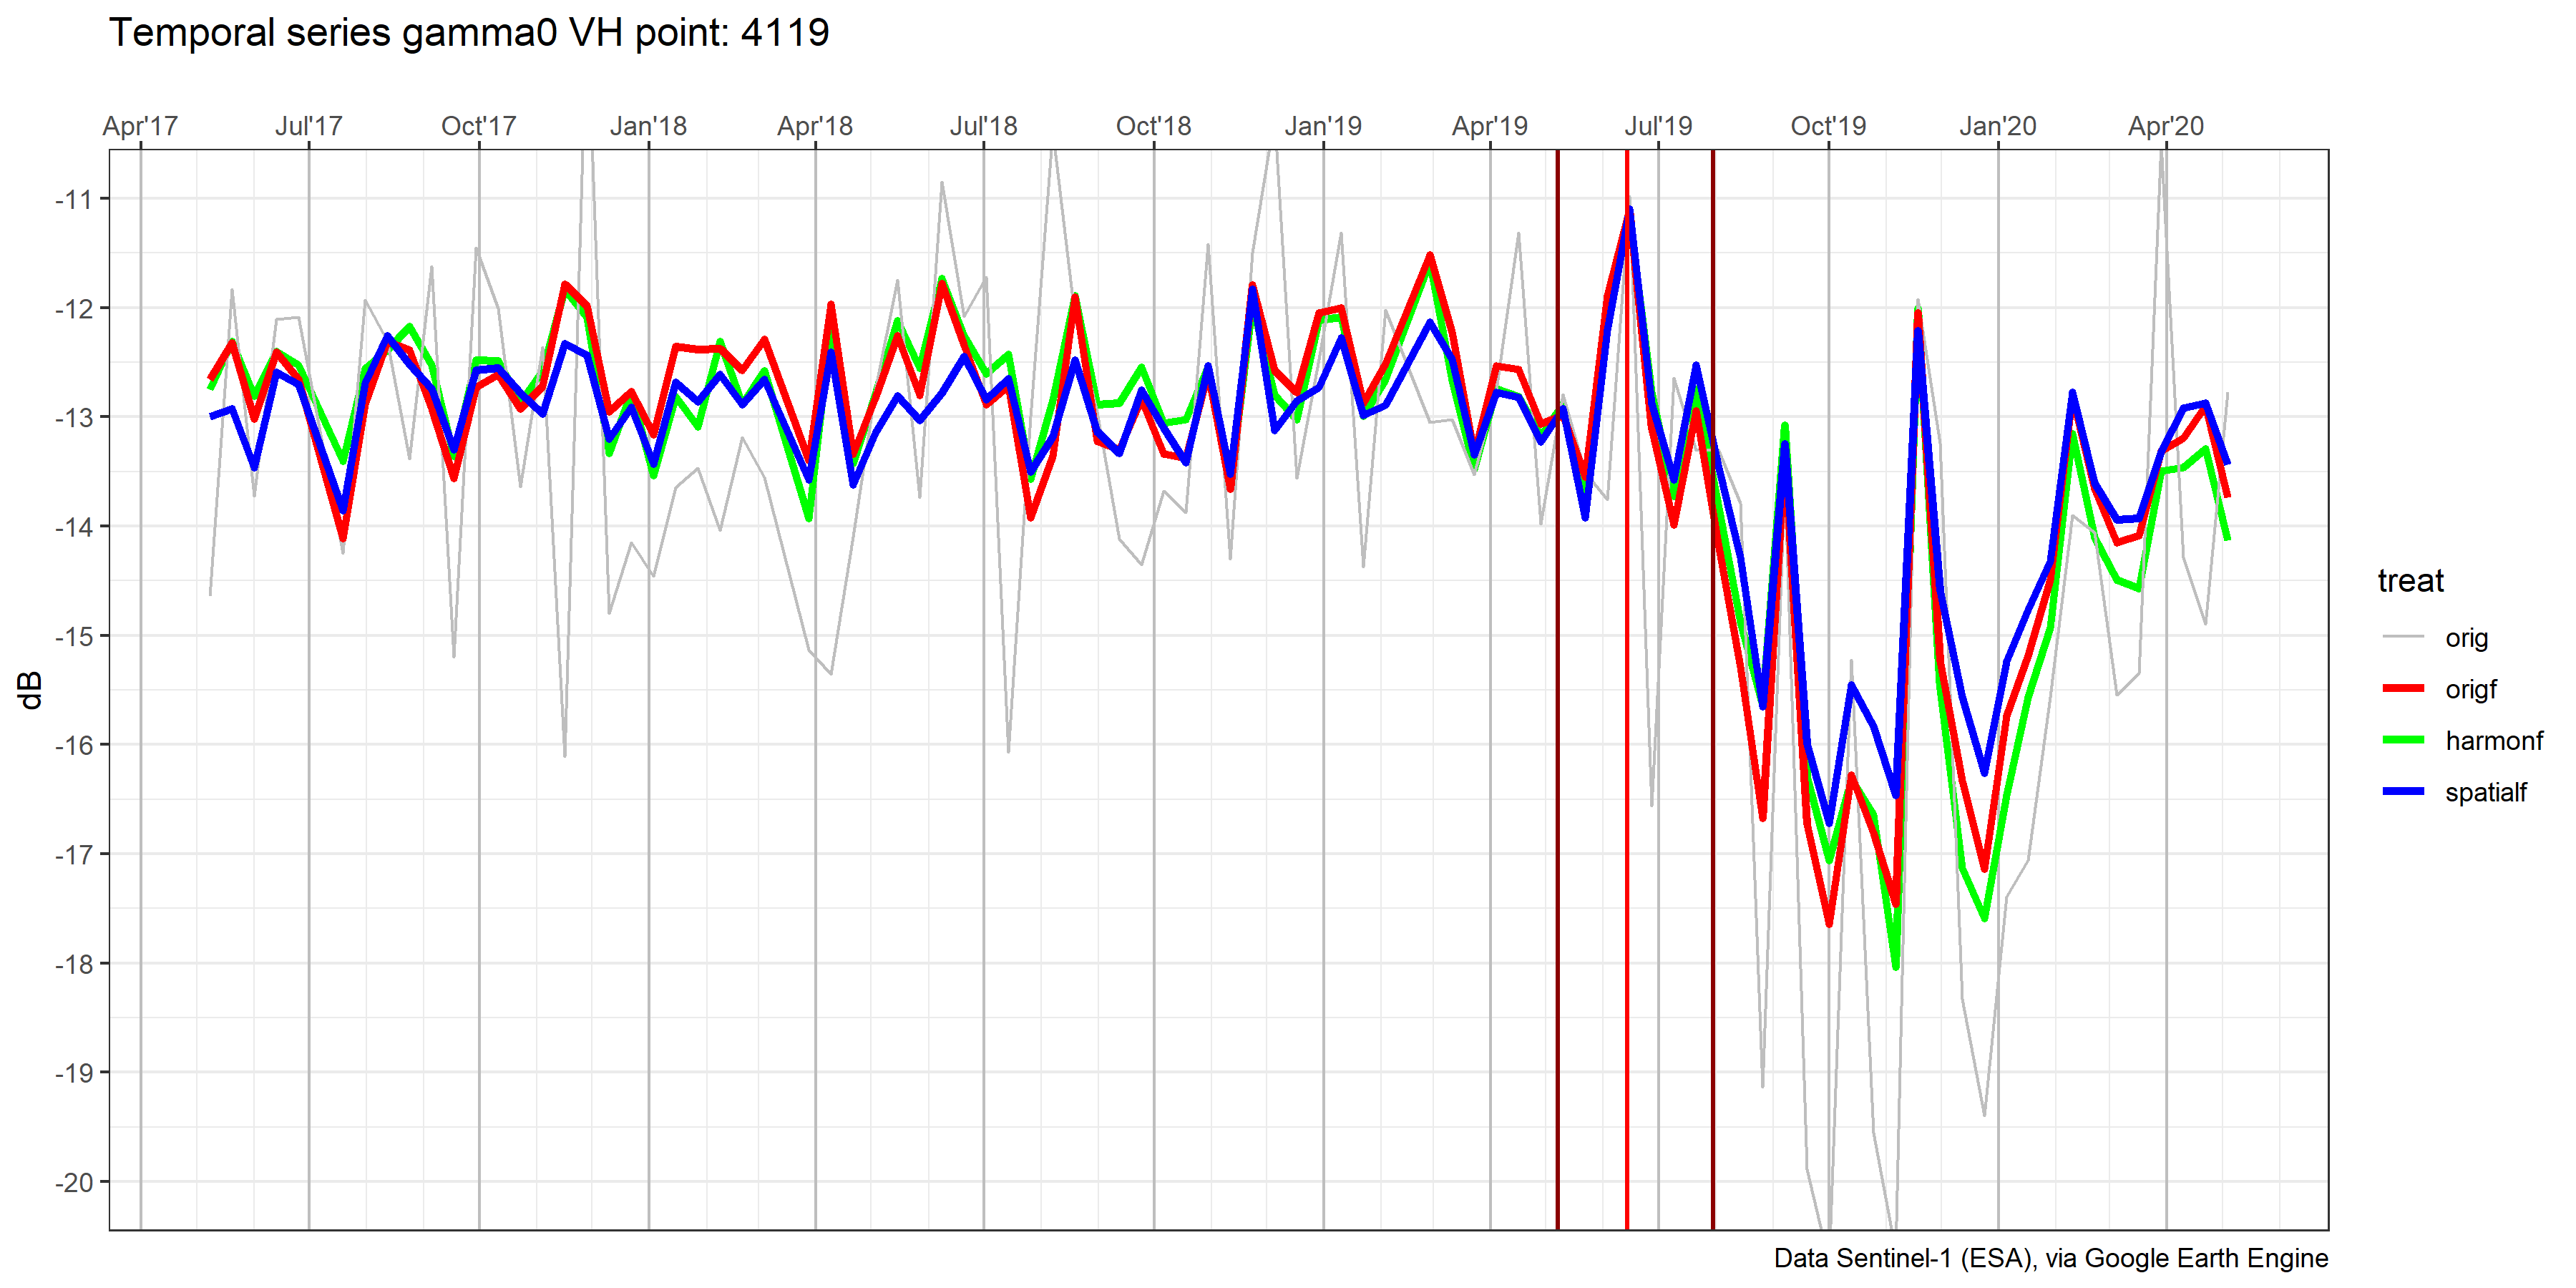 Temporal series gamma0 VH point: 4119
Apr'17 Jul'17 Oct'17 Jan'18 Apr'18 Jul'18 Oct'18 Jan'19 Apr'19 Jul'19 Oct'19 Jan'20 Apr'20
-11
-12
-13
-14
-15
-16
-17
-18
-19
-20
dB
treat
orig
origf
harmonf
spatialf
Data Sentinel-1 (ESA), via Google Earth Engine